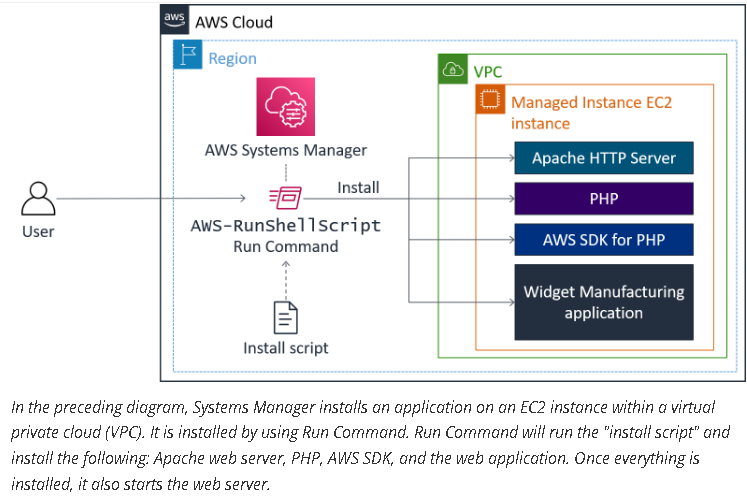 aws
AWS Cloud
Region
VPC
Managed Instance EC2
instance
AWS Systems Manager
Install
User
AWS-RunShellScript
Run Command
Install script
Apache HTTP Server
PHP
AWS SDK for PHP
Widget Manufacturing
application
In the preceding diagram, Systems Manager installs an application on an EC2 instance within a virtual
private cloud (VPC). It is installed by using Run Command. Run Command will run the "install script" and
install the following: Apache web server, PHP, AWS SDK, and the web application. Once everything is
installed, it also starts the web server.